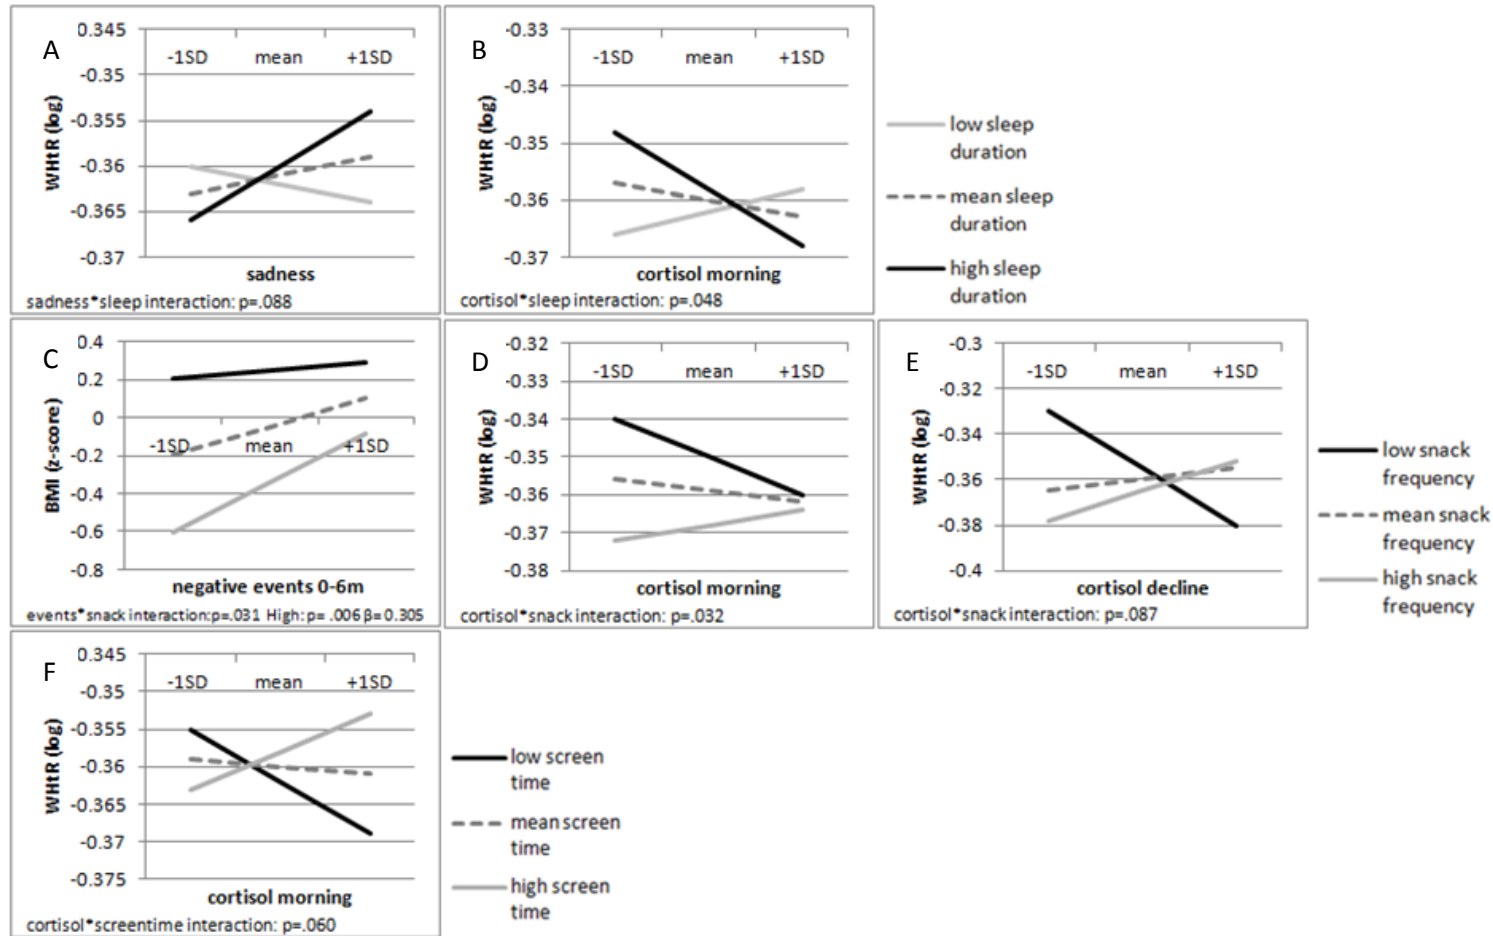 A
0.345
-0.35
-0.355
-0.36
-0.365
-0.37
WHtR (log)
-1SD mean +1SD
sadness
sadness*sleep interaction: p=.088
B
-0.33
-0.34
-0.35
-0.36
-0.37
WHtR (log)
-1SD mean +1SD
cortisol morning
cortisol*sleep interaction: p=.048
low sleep
duration
mean sleep
duration
high sleep
duration
C
0.4
0.2
0
-0.2
-0.4
-0.6
-0.8
BMI (z-score)
-1SD mean +1SD
negative events 0-6m
events*snack interaction:p=.031 High: p= .006 β= 0.305
D
-0.32
-0.33
-0.34
-0.35
-0.36
-0.37
-0.38
WHtR (log)
-1SD mean +1SD
cortisol morning
cortisol*snack interaction: p=.032
E
-0.3
-0.32
-0.34
-0.36
-0.38
-0.4
WHtR (log)
-1SD mean +1SD
cortisol decline
cortisol*snack interaction: p=.087
low snack
frequency
mean snack
frequency
high snack
frequency
F
0.345
-0.35
-0.355
-0.36
-0.365
-0.37
-0.375
WHtR (log)
-1SD mean +1SD
cortisol morning
cortisol*screentime interaction: p=.060
low screen
time
mean screen
time
high screen
time